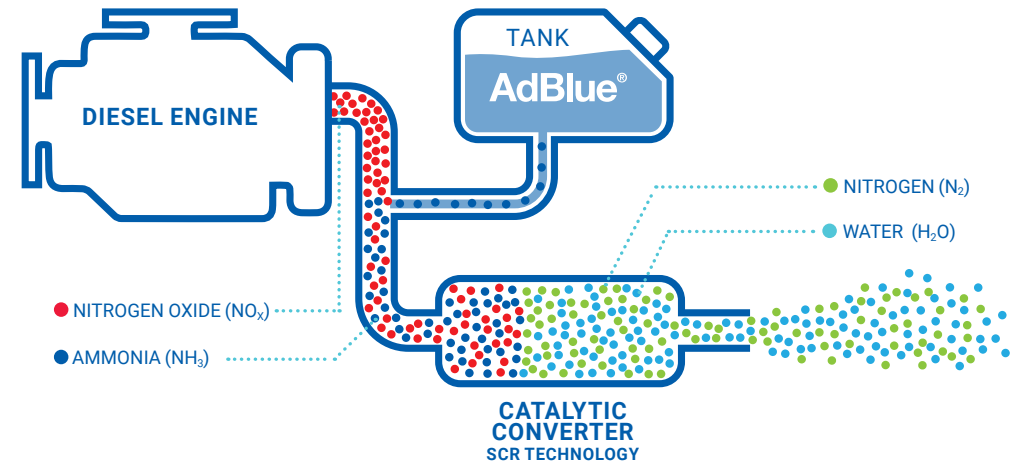 TANK
AdBlue®
DIESEL ENGINE
NITROGEN (N₂)
WATER (H₂O)
NITROGEN OXIDE (NOₓ)
AMMONIA (NH₃)
CATALYTIC
CONVERTER
SCR TECHNOLOGY